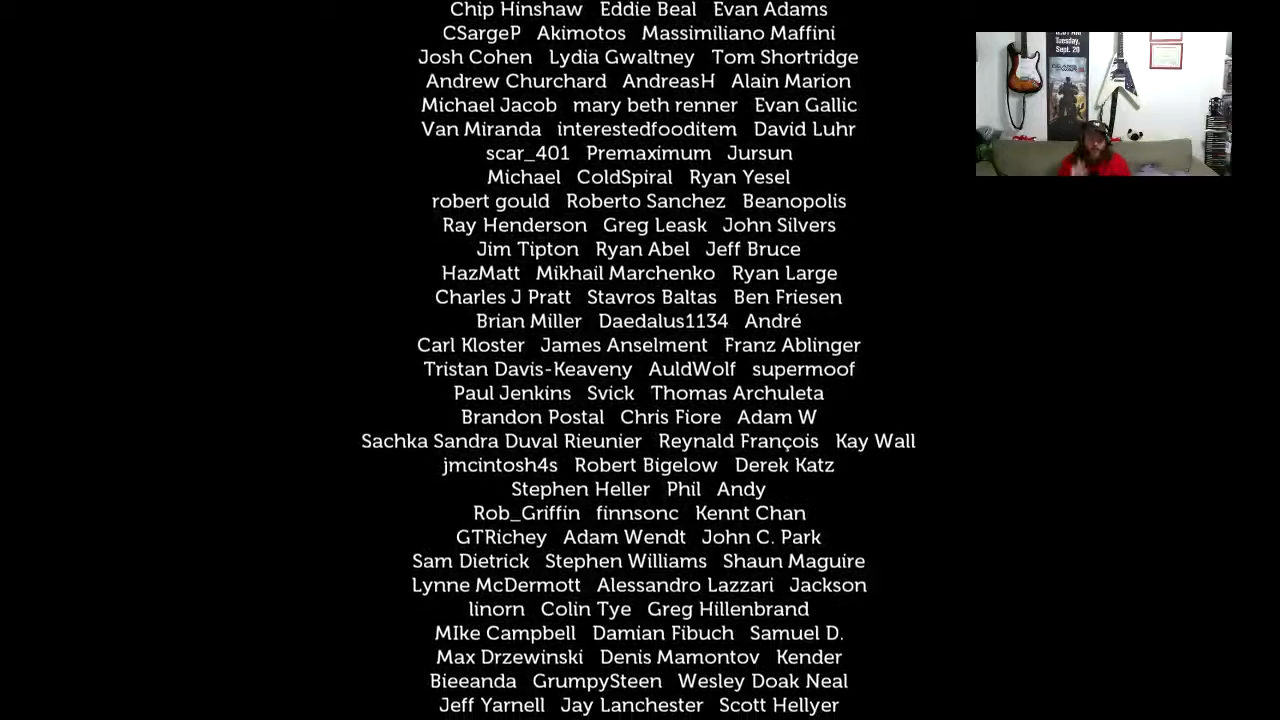 Chip Hinshaw Eddie Beal Evan Adams
CSargeP Akimotos Massimiliano Maffini
Josh Cohen Lydia Gwaltney Tom Shortridge
Andrew Churchard AndreasH Alain Marion
Michael Jacob mary beth renner Evan Gallic
Van Miranda interestedfooditem David Luhr
scar_401 Premaximum Jursun
Michael ColdSpiral Ryan Yesel
robert gould Roberto Sanchez Beanopolis
Ray Henderson Greg Leask John Silvers
Jim Tipton Ryan Abel Jeff Bruce
HazMatt Mikhail Marchenko Ryan Large
Charles J Pratt Stavros Baltas Ben Friesen
Brian Miller Daedalus1134 André
Carl Kloster James Anselment Franz Ablinger
Tristan Davis-Keaveny AuldWolf supermoof
Paul Jenkins Svick Thomas Archuleta
Brandon Postal Chris Fiore Adam W
Sachka Sandra Duval Rieunier Reynald François Kay Wall
jmcintosh4s Robert Bigelow Derek Katz
Stephen Heller Phil Andy
Rob_Griffin finnsonc Kennt Chan
GTRichey Adam Wendt John C. Park
Sam Dietrick Stephen Williams Shaun Maguire
Lynne McDermott Alessandro Lazzari Jackson
linorn Colin Tye Greg Hillenbrand
MIke Campbell Damian Fibuch Samuel D.
Max Drzewinski Denis Mamontov Kender
Bieeanda GrumpySteen Wesley Doak Neal
Jeff Yarnell Jay Lanchester Scott Hellyer
Tuesday,
Sept. 20